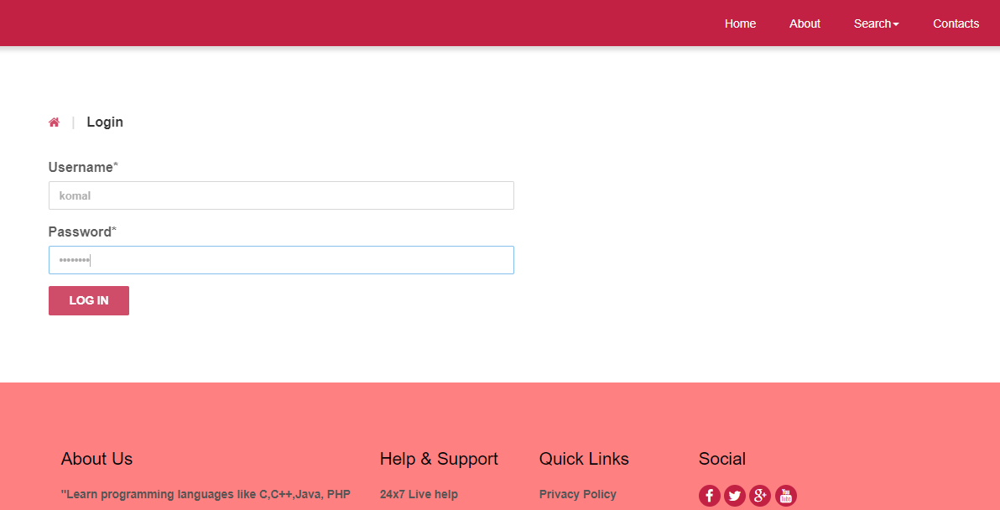 Home About Search Contacts
| Login
Username*
komal
Password*
••••••••
LOG IN
About Us Help & Support Quick Links Social
"Learn programming languages like C,C++,Java, PHP 24x7 Live help Privacy Policy